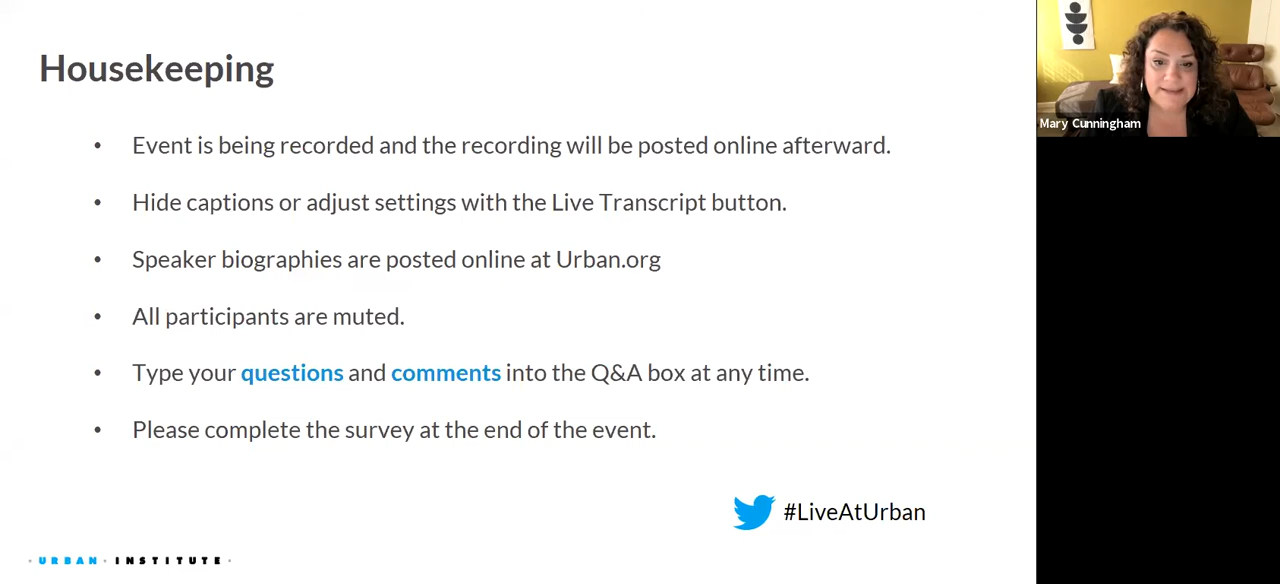 Housekeeping
• Event is being recorded and the recording will be posted online afterward.
• Hide captions or adjust settings with the Live Transcript button.
• Speaker biographies are posted online at Urban.org
• All participants are muted.
• Type your questions and comments into the Q&A box at any time.
• Please complete the survey at the end of the event.
#LiveAtUrban
· URBAN · INSTITUTE ·
Mary Cunningham